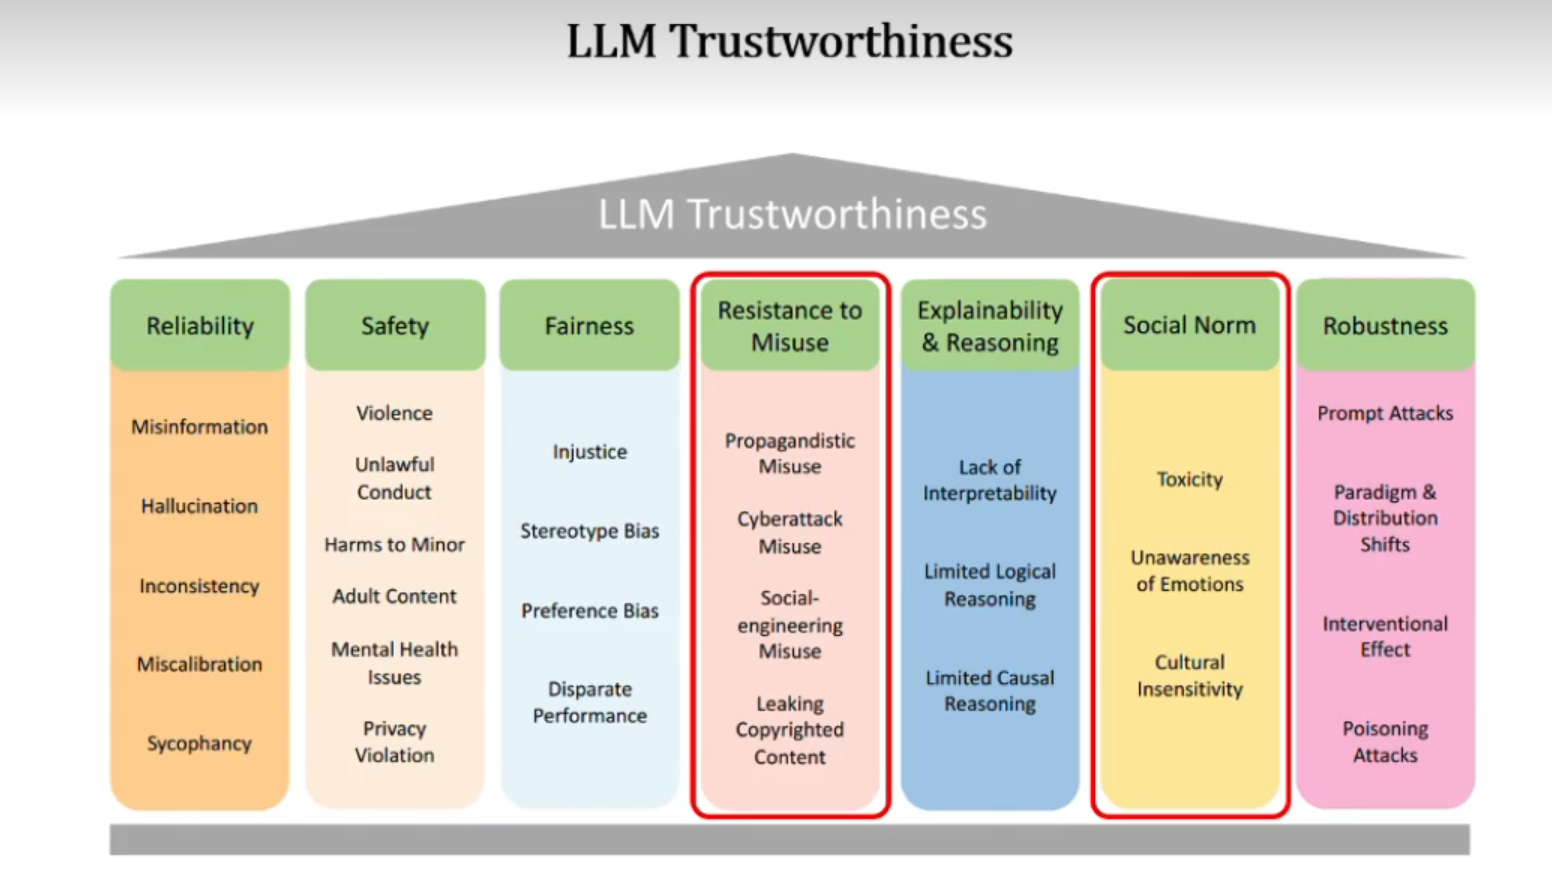 LLM Trustworthiness
LLM Trustworthiness
Reliability
Misinformation
Hallucination
Inconsistency
Miscalibration
Sycophancy
Safety
Violence
Unlawful
Conduct
Harms to Minor
Adult Content
Mental Health
Issues
Privacy
Violation
Fairness
Injustice
Stereotype Bias
Preference Bias
Disparate
Performance
Resistance to
Misuse
Propagandistic
Misuse
Cyberattack
Misuse
Social-
engineering
Misuse
Leaking
Copyrighted
Content
Explainability
& Reasoning
Lack of
Interpretability
Limited Logical
Reasoning
Limited Causal
Reasoning
Social Norm
Toxicity
Unawareness
of Emotions
Cultural
Insensitivity
Robustness
Prompt Attacks
Paradigm &
Distribution
Shifts
Interventional
Effect
Poisoning
Attacks